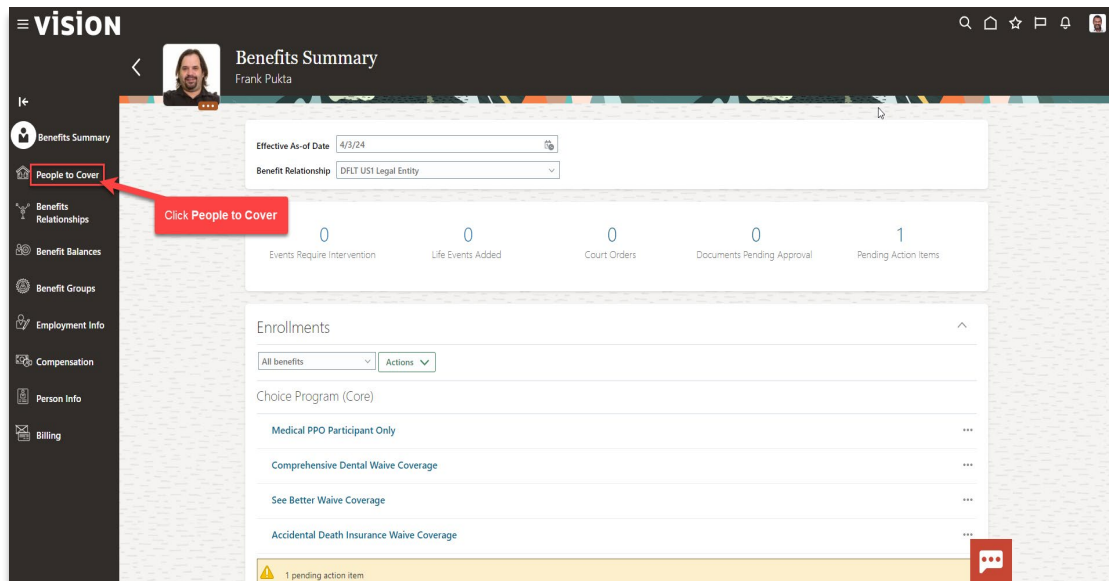 vision
Benefits Summary
Frank Pukta
Benefits Summary
People to Cover
Benefits
Relationships
Benefit Balances
Benefit Groups
Employment Info
Compensation
Person Info
Billing
Click People to Cover
Effective As-of Date 4/3/24
Benefit Relationship DFLT US1 Legal Entity
0 0 0 0 1
Events Require Intervention Life Events Added Court Orders Documents Pending Approval Pending Action Items
Enrollments
All benefits Actions
Choice Program (Core)
Medical PPO Participant Only
Comprehensive Dental Waive Coverage
See Better Waive Coverage
Accidental Death Insurance Waive Coverage
1 pending action item